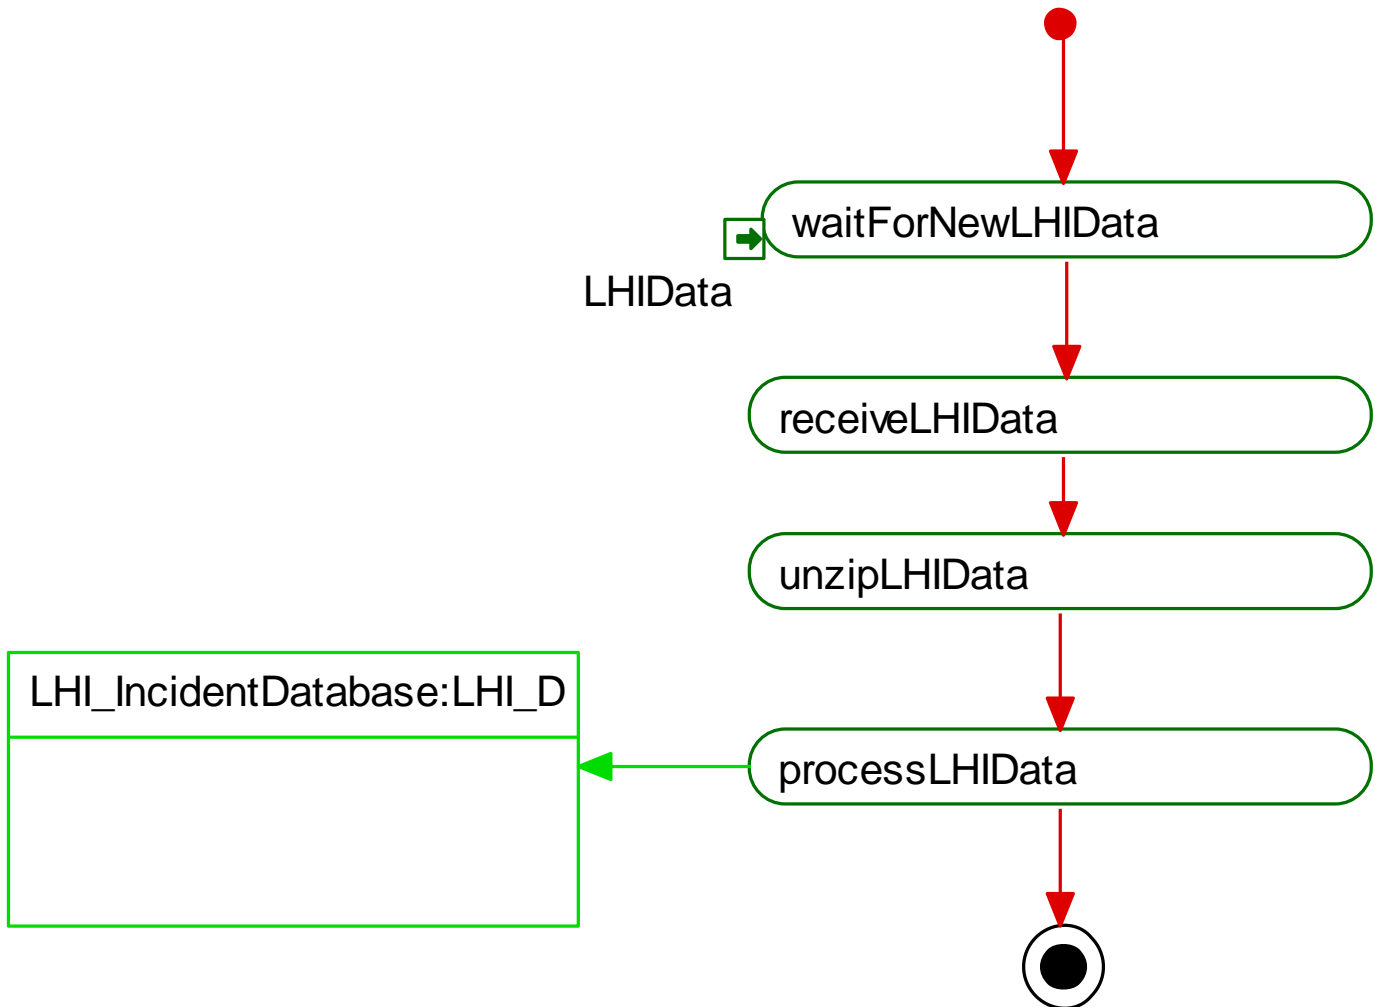 waitForNewLHIData
LHIData
receiveLHIData
unzipLHIData
LHI_IncidentDatabase:LHI_D
processLHIData